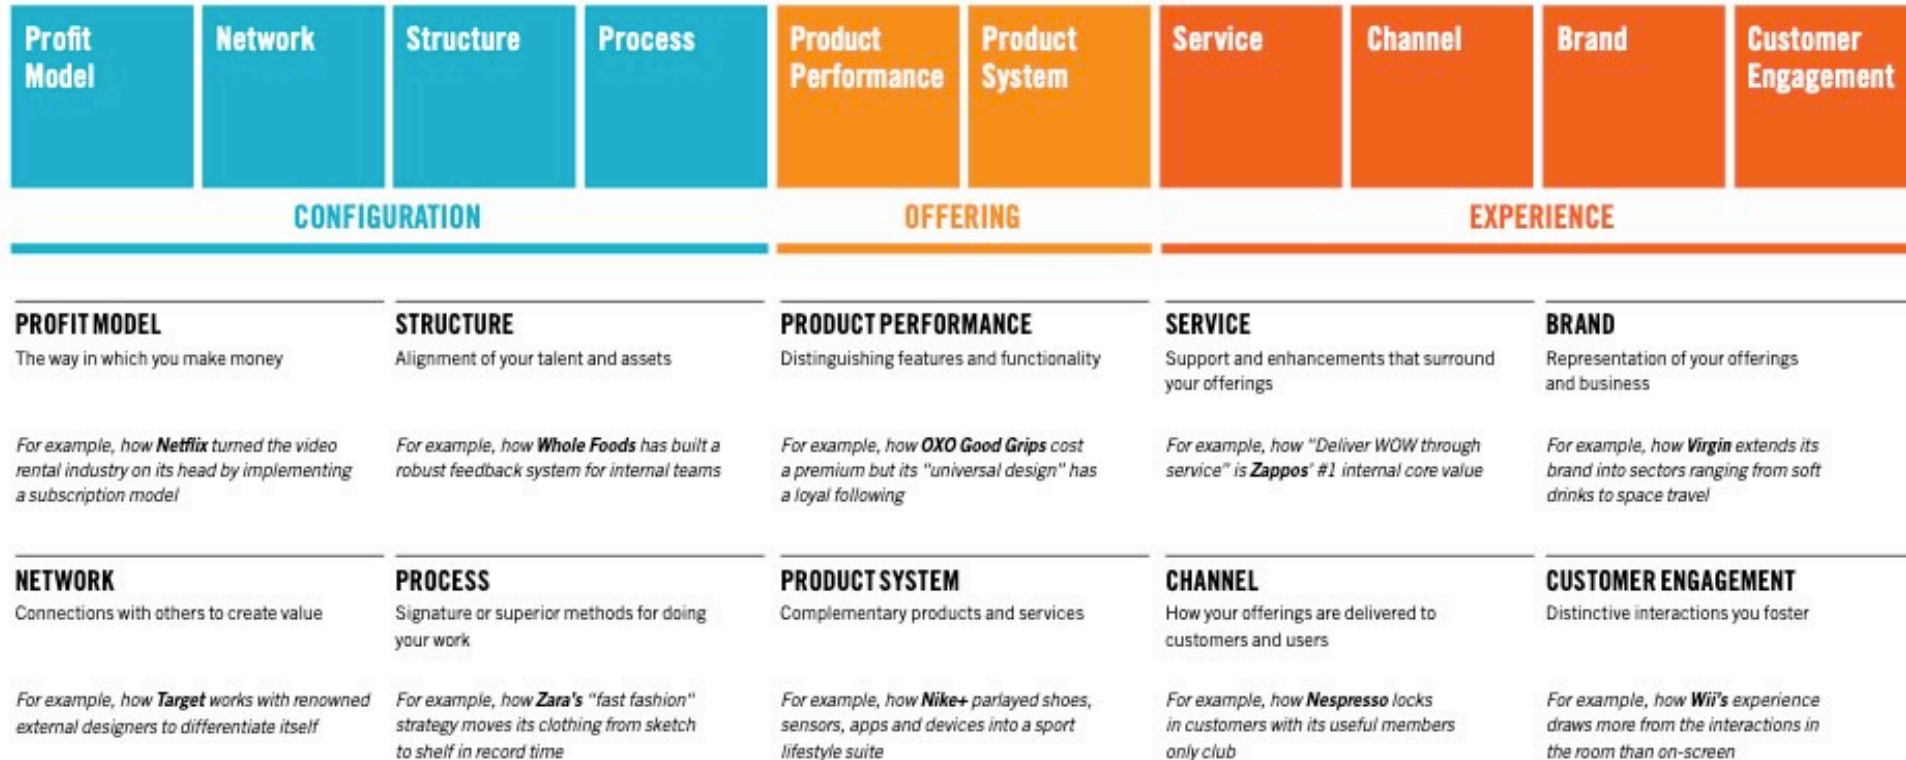 Profit
Model
Network
Structure
Process
Product
Performance
Product
System
Service
Channel
Brand
Customer
Engagement
CONFIGURATION
OFFERING
EXPERIENCE
PROFIT MODEL
The way in which you make money
For example, how Netflix turned the video
rental industry on its head by implementing
a subscription model
STRUCTURE
Alignment of your talent and assets
For example, how Whole Foods has built a
robust feedback system for internal teams
PRODUCT PERFORMANCE
Distinguishing features and functionality
For example, how OXO Good Grips cost
a premium but its "universal design" has
a loyal following
SERVICE
Support and enhancements that surround
your offerings
For example, how "Deliver WOW through
service" is Zappos' #1 internal core value
BRAND
Representation of your offerings
and business
For example, how Virgin extends its
brand into sectors ranging from soft
drinks to space travel
NETWORK
Connections with others to create value
For example, how Target works with renowned
external designers to differentiate itself
PROCESS
Signature or superior methods for doing
your work
For example, how Zara's "fast fashion"
strategy moves its clothing from sketch
to shelf in record time
PRODUCT SYSTEM
Complementary products and services
For example, how Nike+ parlayed shoes,
sensors, apps and devices into a sport
lifestyle suite
CHANNEL
How your offerings are delivered to
customers and users
For example, how Nespresso locks
in customers with its useful members
only club
CUSTOMER ENGAGEMENT
Distinctive interactions you foster
For example, how Wii's experience
draws more from the interactions in
the room than on-screen